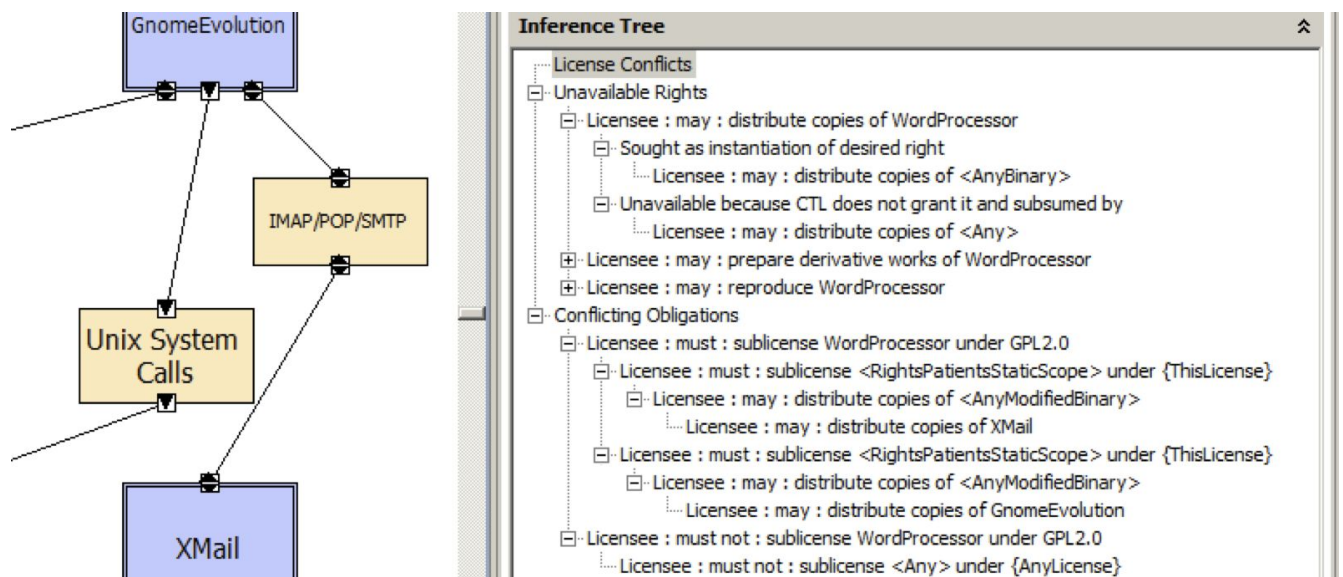 GnomeEvolution
IMAP/POP/SMTP
Unix System
Calls
XMail
Inference Tree
License Conflicts
Unavailable Rights
Licensee : may : distribute copies of WordProcessor
Sought as instantiation of desired right
Licensee : may : distribute copies of <AnyBinary>
Unavailable because CTL does not grant it and subsumed by
Licensee : may : distribute copies of <Any>
Licensee : may : prepare derivative works of WordProcessor
Licensee : may : reproduce WordProcessor
Conflicting Obligations
Licensee : must : sublicense WordProcessor under GPL2.0
Licensee : must : sublicense <RightsPatientsStaticScope> under {ThisLicense}
Licensee : may : distribute copies of <AnyModifiedBinary>
Licensee : may : distribute copies of XMail
Licensee : must : sublicense <RightsPatientsStaticScope> under {ThisLicense}
Licensee : may : distribute copies of <AnyModifiedBinary>
Licensee : may : distribute copies of GnomeEvolution
Licensee : must not : sublicense WordProcessor under GPL2.0
Licensee : must not : sublicense <Any> under {AnyLicense}